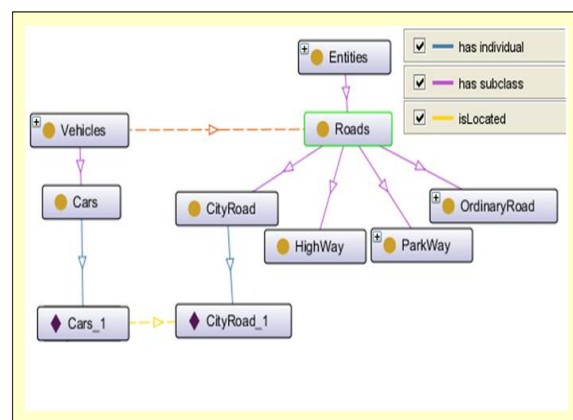 has individual
Entities
has subclass
isLocated
Vehicles
Roads
Cars
CityRoad
OrdinaryRoad
HighWay
ParkWay
Cars_1
CityRoad_1